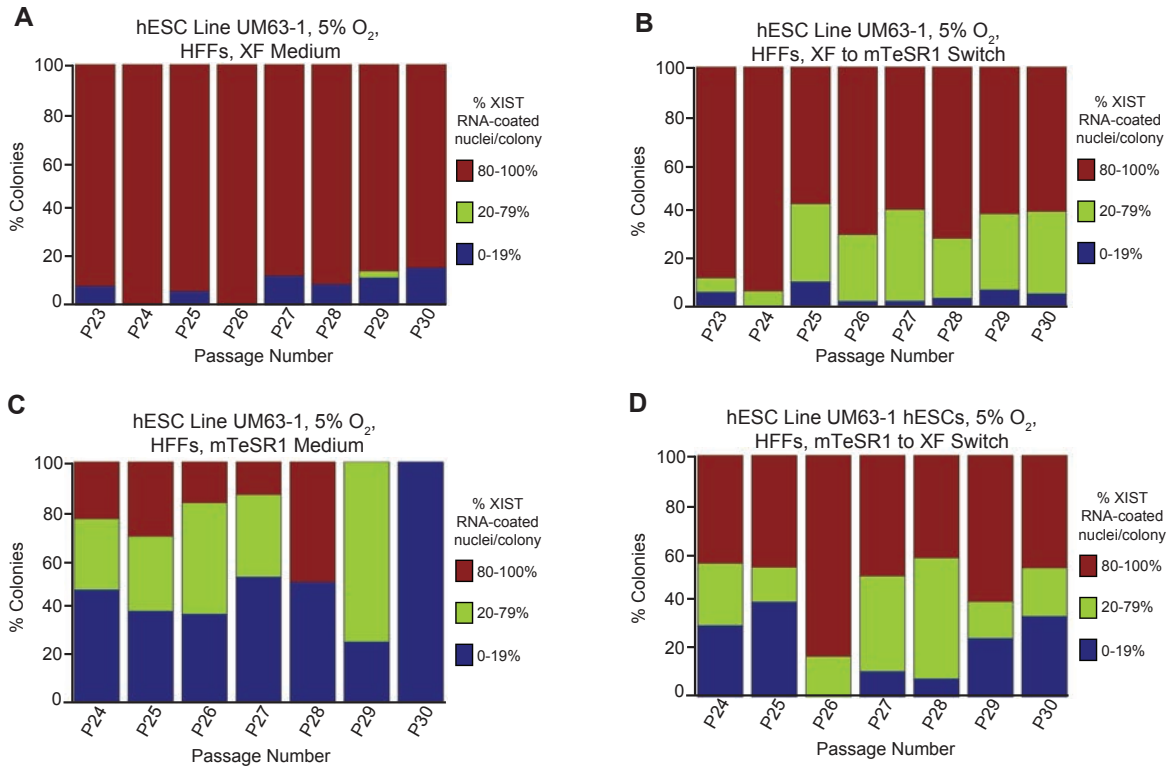 A
hESC Line UM63-1, 5% O₂,
HFFs, XF Medium
% Colonies
100
80
60
40
20
0
P23
P24
P25
P26
P27
P28
P29
P30
Passage Number
% XIST
RNA-coated
nuclei/colony
80-100%
20-79%
0-19%
B
hESC Line UM63-1, 5% O₂,
HFFs, XF to mTeSR1 Switch
% Colonies
100
80
60
40
20
0
P23
P24
P25
P26
P27
P28
P29
P30
Passage Number
% XIST
RNA-coated
nuclei/colony
80-100%
20-79%
0-19%
C
hESC Line UM63-1, 5% O₂,
HFFs, mTeSR1 Medium
% Colonies
100
80
60
40
20
0
P24
P25
P26
P27
P28
P29
P30
Passage Number
% XIST
RNA-coated
nuclei/colony
80-100%
20-79%
0-19%
D
hESC Line UM63-1 hESCs, 5% O₂,
HFFs, mTeSR1 to XF Switch
% Colonies
100
80
60
40
20
0
P24
P25
P26
P27
P28
P29
P30
Passage Number
% XIST
RNA-coated
nuclei/colony
80-100%
20-79%
0-19%